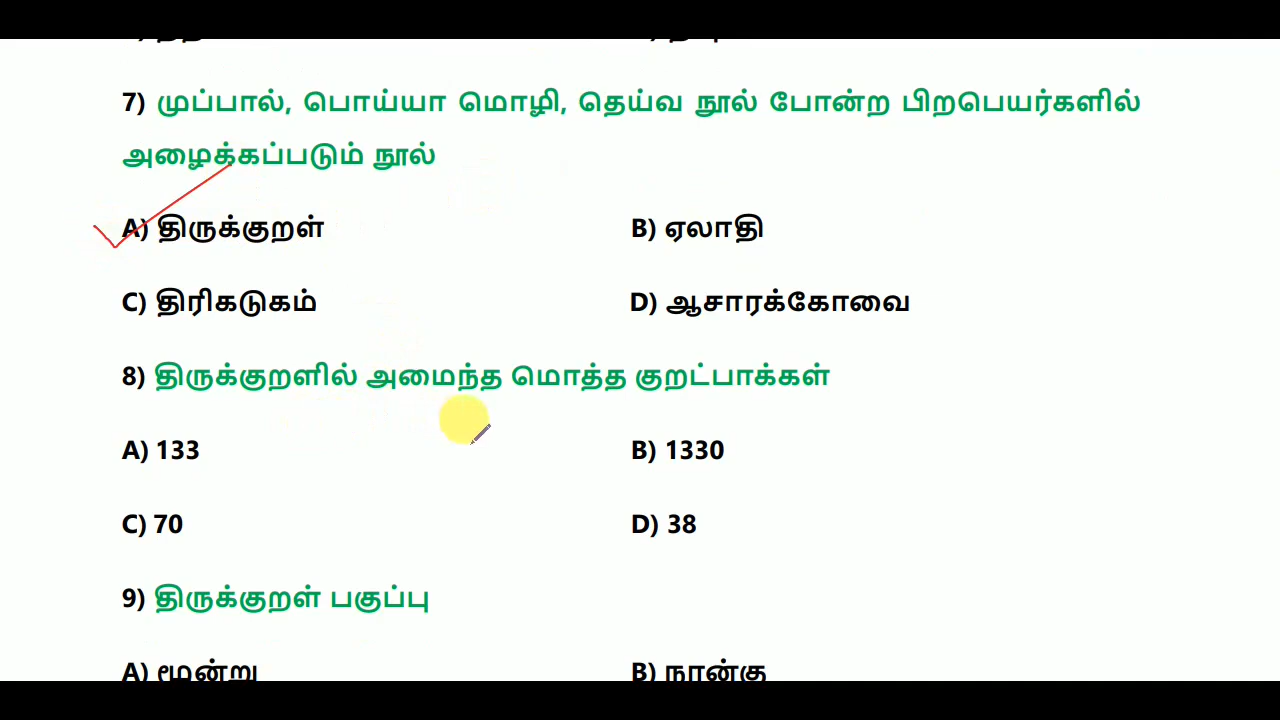 7) முப்பால், பொய்யா மொழி, தெய்வ நூல் போன்ற பிறபெயர்களில்
அழைக்கப்படும் நூல்
A) திருக்குறள் B) ஏலாதி
C) திரிகடுகம் D) ஆசாரக்கோவை
8) திருக்குறளில் அமைந்த மொத்த குறட்பாக்கள்
A) 133 B) 1330
C) 70 D) 38
9) திருக்குறள் பகுப்பு
A) மூன்று B) நான்கு